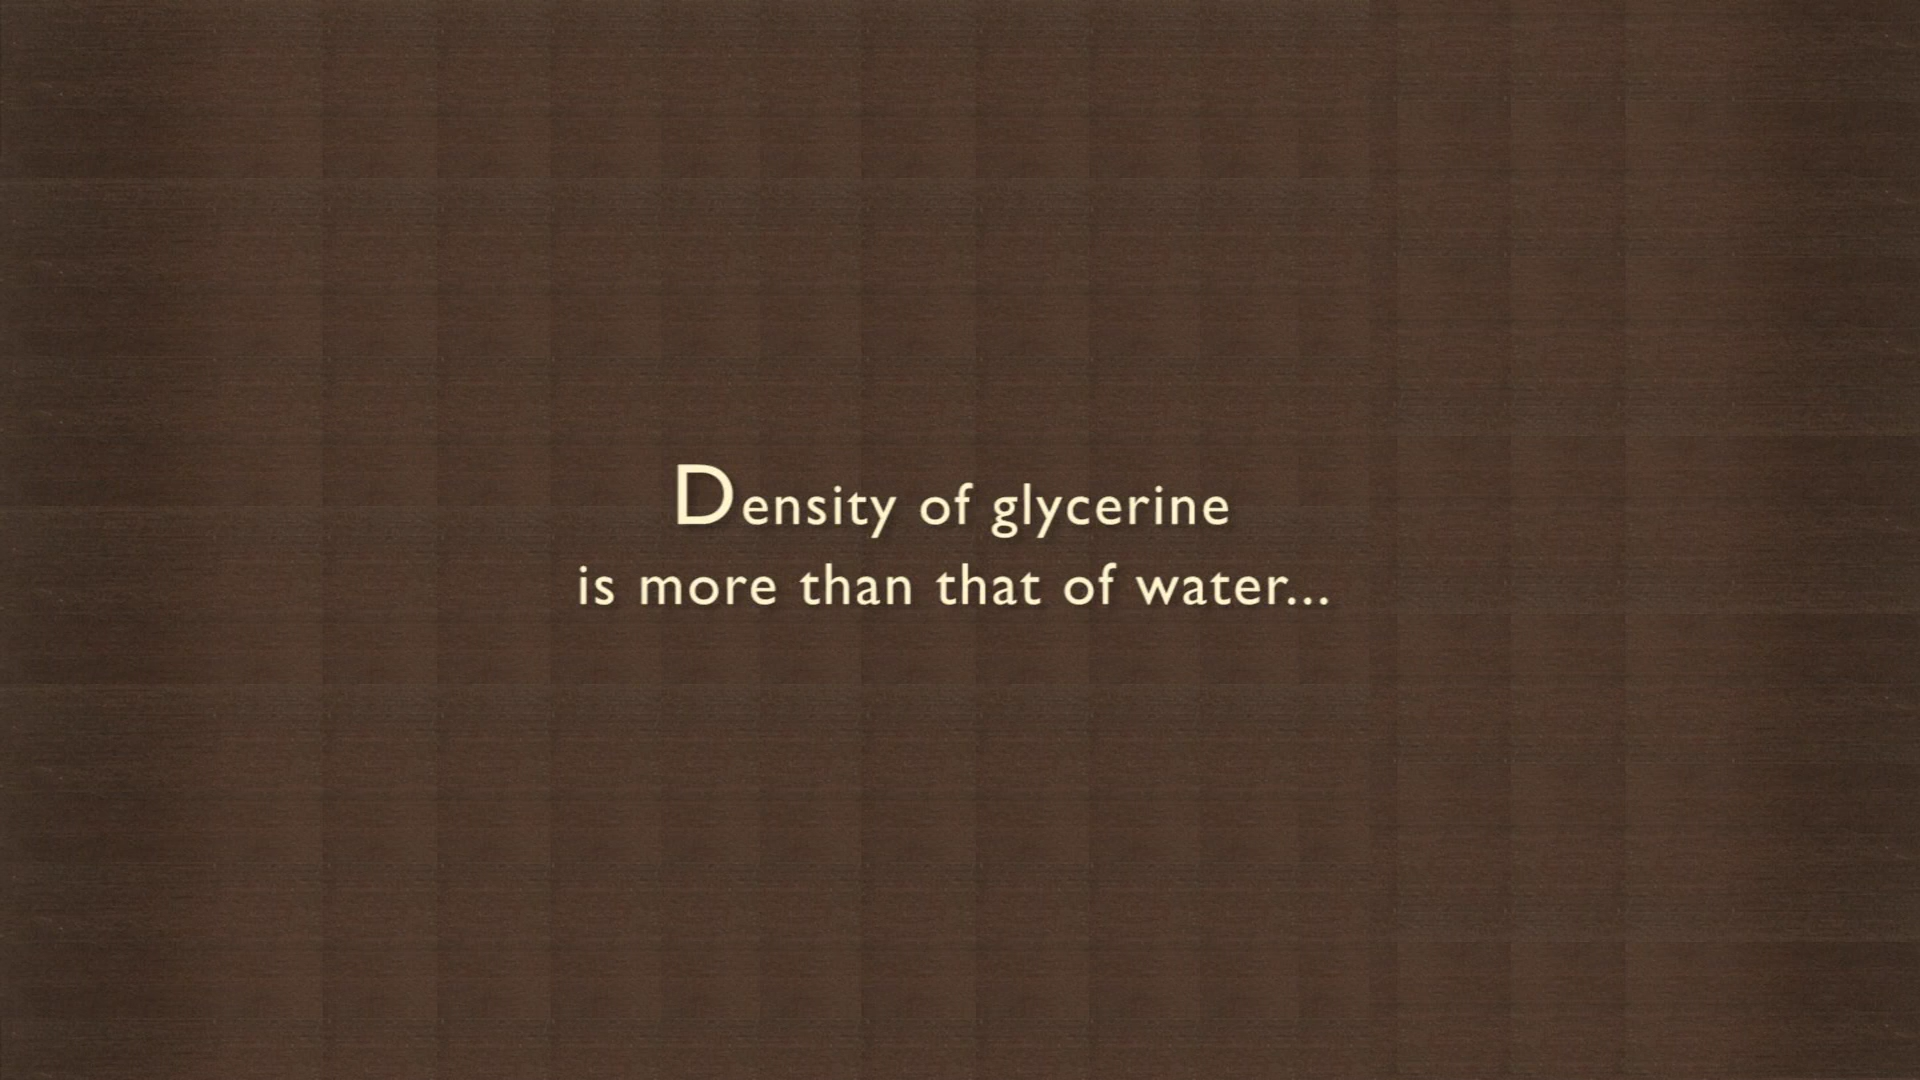 Density of glycerine
is more than that of water...